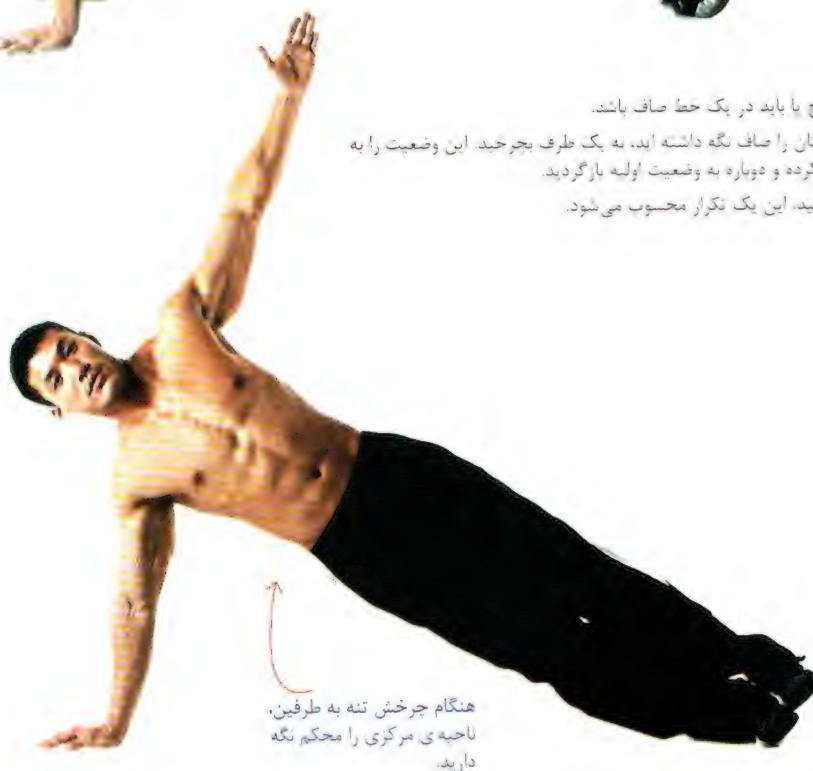 پا باید در یک خط صاف باشد.
را صاف نگه داشته اید، به یک طرف بچرخید. این وضعیت را به
کرده و دوباره به وضعیت اولیه بازگردید.
این یک تکرار محسوب می‌شود.
هنگام چرخش تنه به طرفین،
ناحیه ی مرکزی را محکم نگه
دارید.